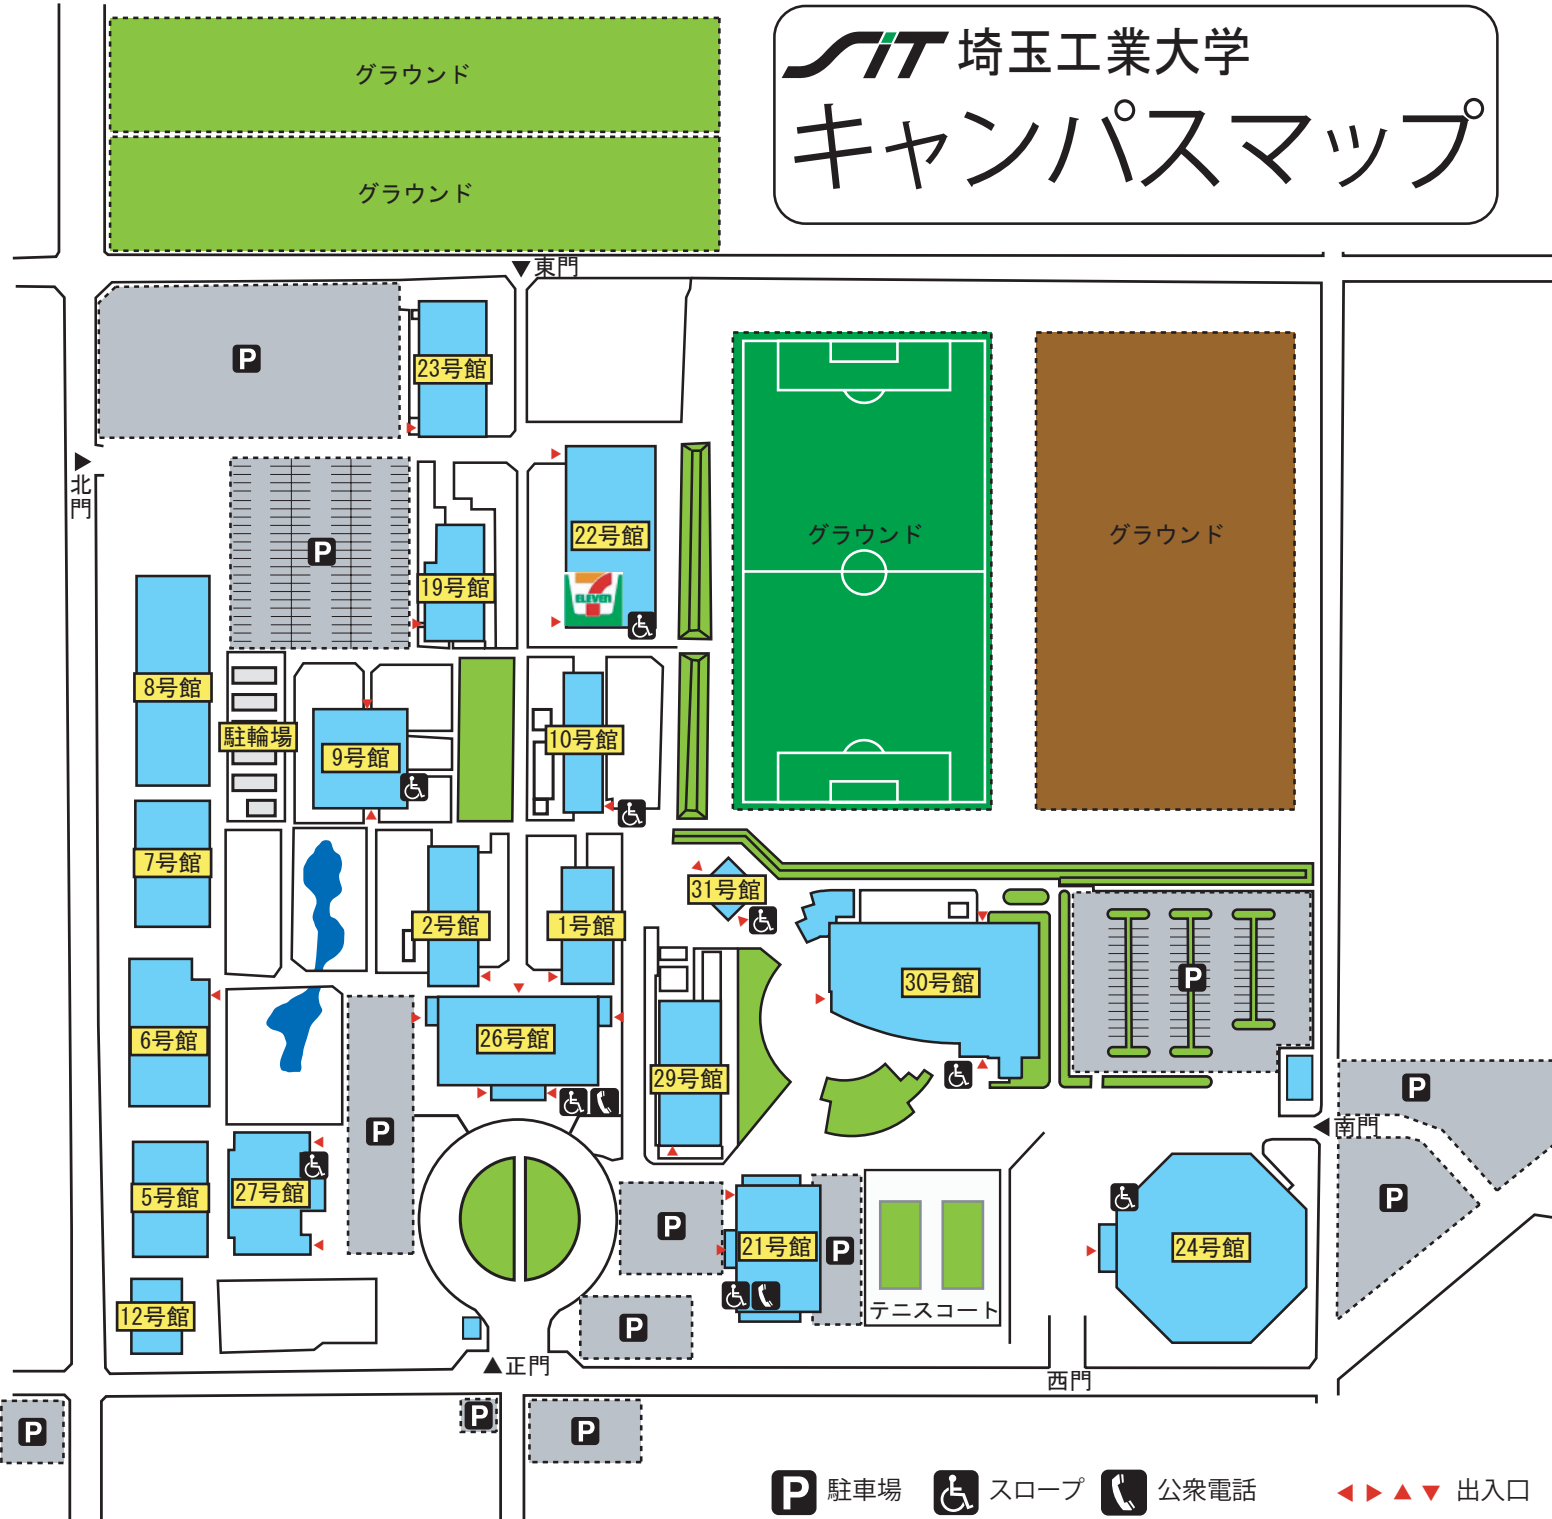 SiT 埼玉工業大学
キャンパスマップ
グラウンド
グラウンド
東門
P
23号館
北門
P
19号館
22号館
ELEVEN
グラウンド
グラウンド
8号館
駐輪場
9号館
10号館
7号館
2号館
1号館
31号館
30号館
P
6号館
26号館
29号館
P
P
南門
5号館
27号館
P
21号館
P
24号館
P
テニスコート
12号館
P
正門
西門
P
P
P
P 駐車場 スロープ 公衆電話 出入口